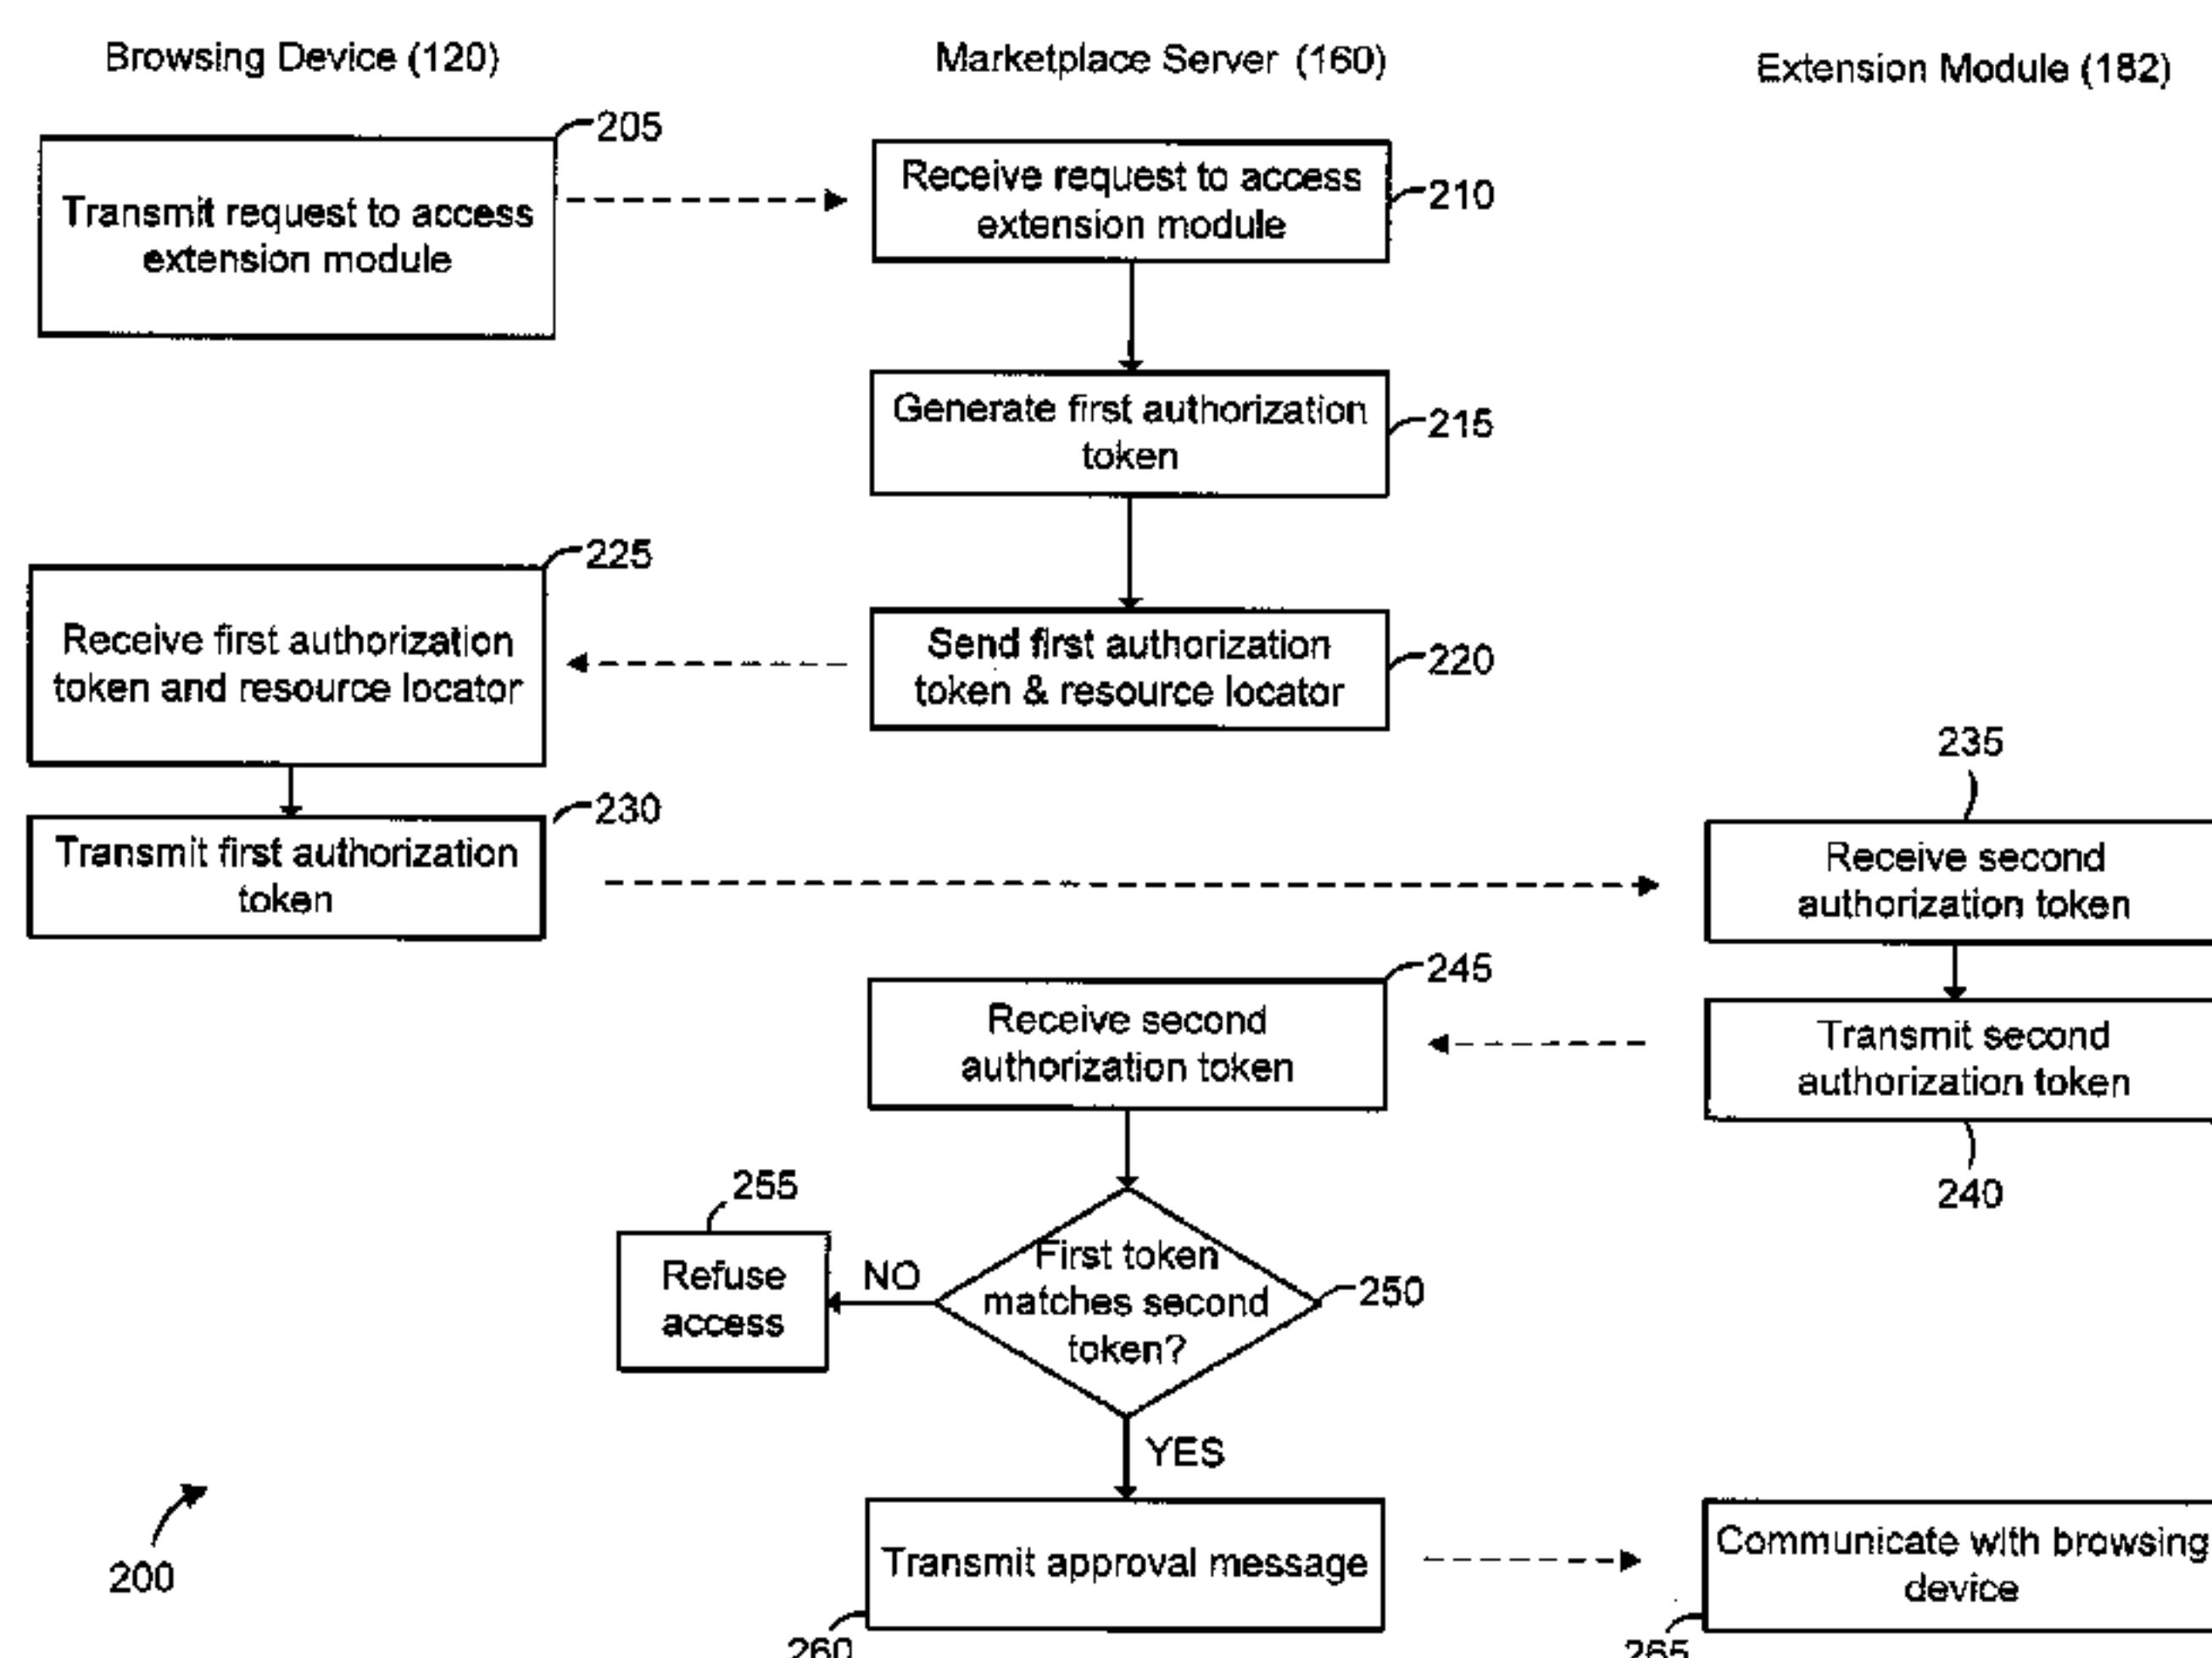 Browsing Device (120)
Marketplace Server (160)
Extension Module (182)
205
Transmit request to access
extension module
Receive request to access
extension module
210
Generate first authorization
token
215
225
Receive first authorization
token and resource locator
Send first authorization
token & resource locator
220
230
Transmit first authorization
token
235
Receive second
authorization token
245
Receive second
authorization token
Transmit second
authorization token
240
255
Refuse
access
NO
First token
matches second
token?
250
YES
200
Transmit approval message
260
Communicate with browsing
device
265